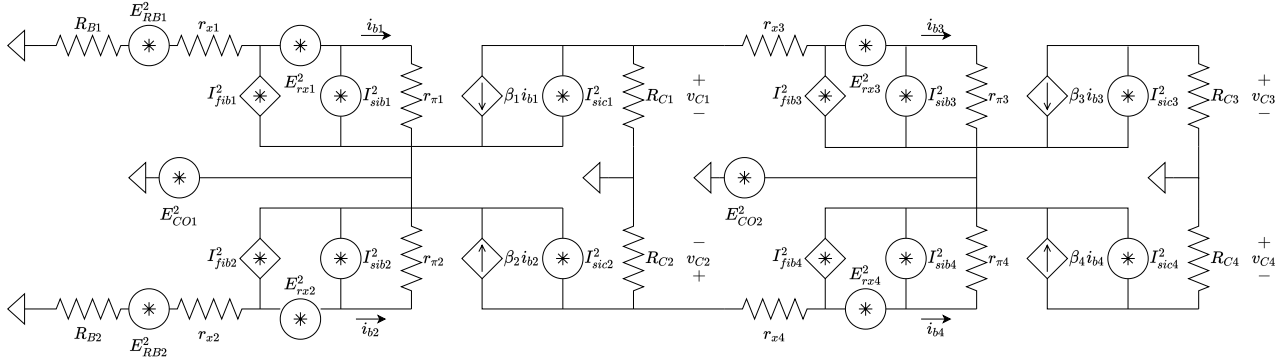 R_{B1} E^2_{RB1} r_{x1} i_{b1} r_{x3} i_{b3}
E^2_{rx1} E^2_{rx3}
I^2_{fib1} I^2_{sib1} r_{π1} β_1 i_{b1} I^2_{sic1} R_{C1} + v_{C1} − I^2_{fib3} I^2_{sib3} r_{π3} β_3 i_{b3} I^2_{sic3} R_{C3} + v_{C3} −
E^2_{CO1} E^2_{CO2}
I^2_{fib2} I^2_{sib2} r_{π2} β_2 i_{b2} I^2_{sic2} R_{C2} − v_{C2} + I^2_{fib4} I^2_{sib4} r_{π4} β_4 i_{b4} I^2_{sic4} R_{C4} + v_{C4} −
E^2_{rx2} E^2_{rx4}
R_{B2} E^2_{RB2} r_{x2} i_{b2} r_{x4} i_{b4}